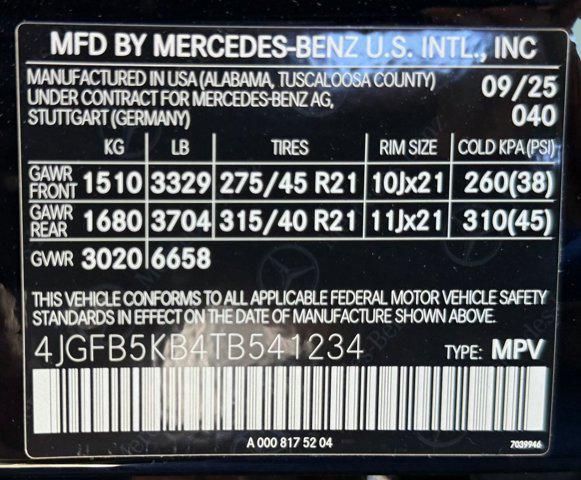 MFD BY MERCEDES-BENZ U.S. INTL., INC
MANUFACTURED IN USA (ALABAMA, TUSCALOOSA COUNTY) 09/25
UNDER CONTRACT FOR MERCEDES-BENZ AG,
STUTTGART (GERMANY) 040
KG LB TIRES RIM SIZE COLD KPA (PSI)
GAWR FRONT 1510 3329 275/45 R21 10Jx21 260(38)
GAWR REAR 1680 3704 315/40 R21 11Jx21 310(45)
GVWR 3020 6658
THIS VEHICLE CONFORMS TO ALL APPLICABLE FEDERAL MOTOR VEHICLE SAFETY
STANDARDS IN EFFECT ON THE DATE OF MANUFACTURE SHOWN ABOVE.
4JGFB5KB4TB541234 TYPE: MPV
A 000 817 52 04 7039946